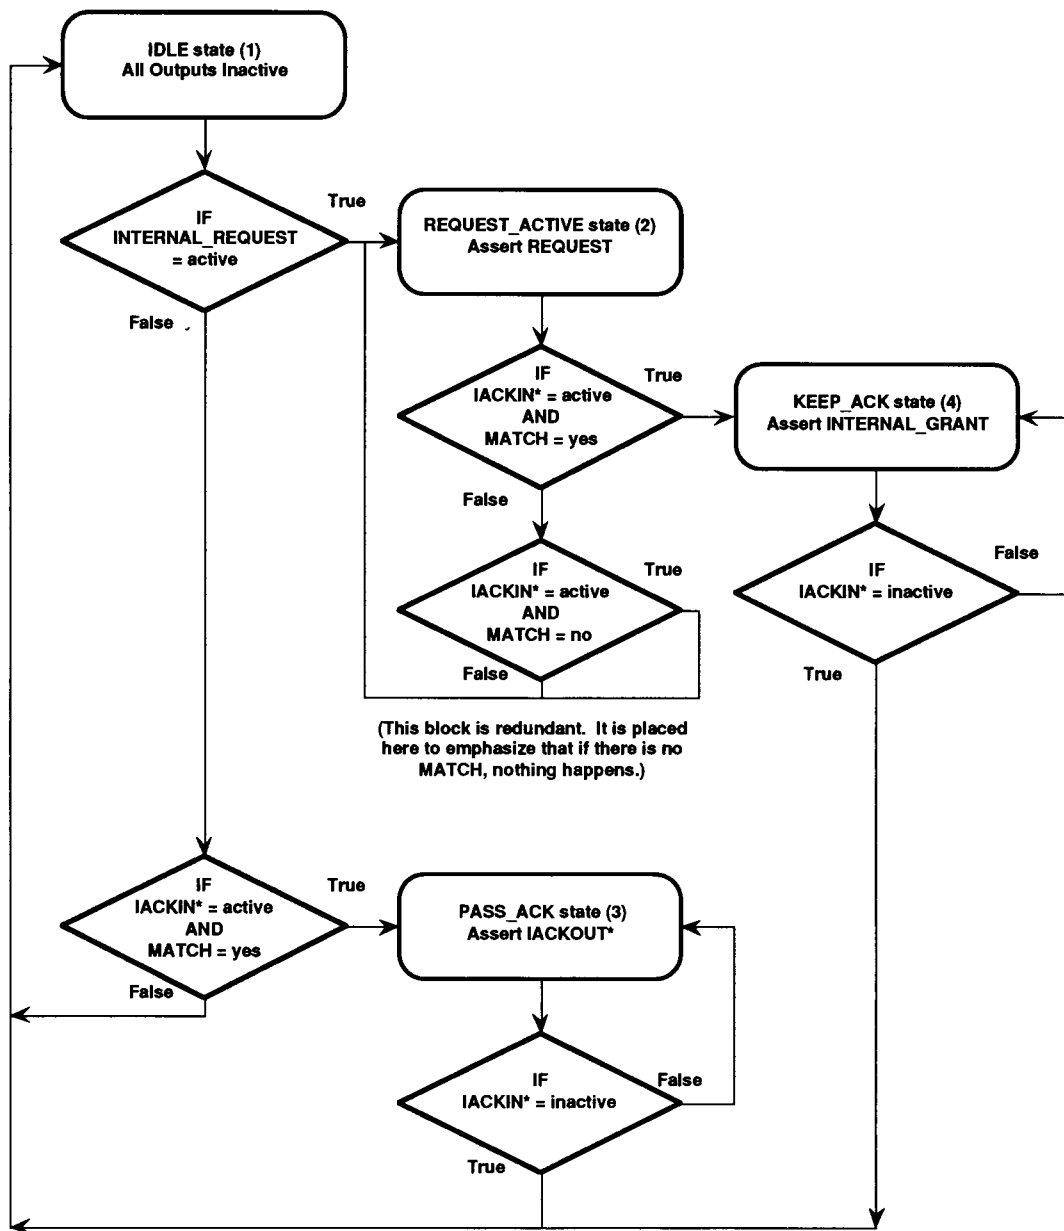 IDLE state (1)
All Outputs Inactive
IF
INTERNAL_REQUEST
= active
True
False
REQUEST_ACTIVE state (2)
Assert REQUEST
IF
IACKIN* = active
AND
MATCH = yes
True
False
KEEP_ACK state (4)
Assert INTERNAL_GRANT
IF
IACKIN* = active
AND
MATCH = no
True
False
IF
IACKIN* = inactive
False
True
(This block is redundant. It is placed
here to emphasize that if there is no
MATCH, nothing happens.)
IF
IACKIN* = active
AND
MATCH = yes
True
False
PASS_ACK state (3)
Assert IACKOUT*
IF
IACKIN* = inactive
False
True